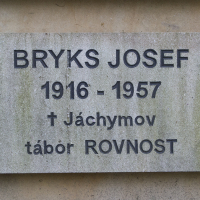 BRYKS JOSEF
1916 - 1957
† Jáchymov
tábor ROVNOST